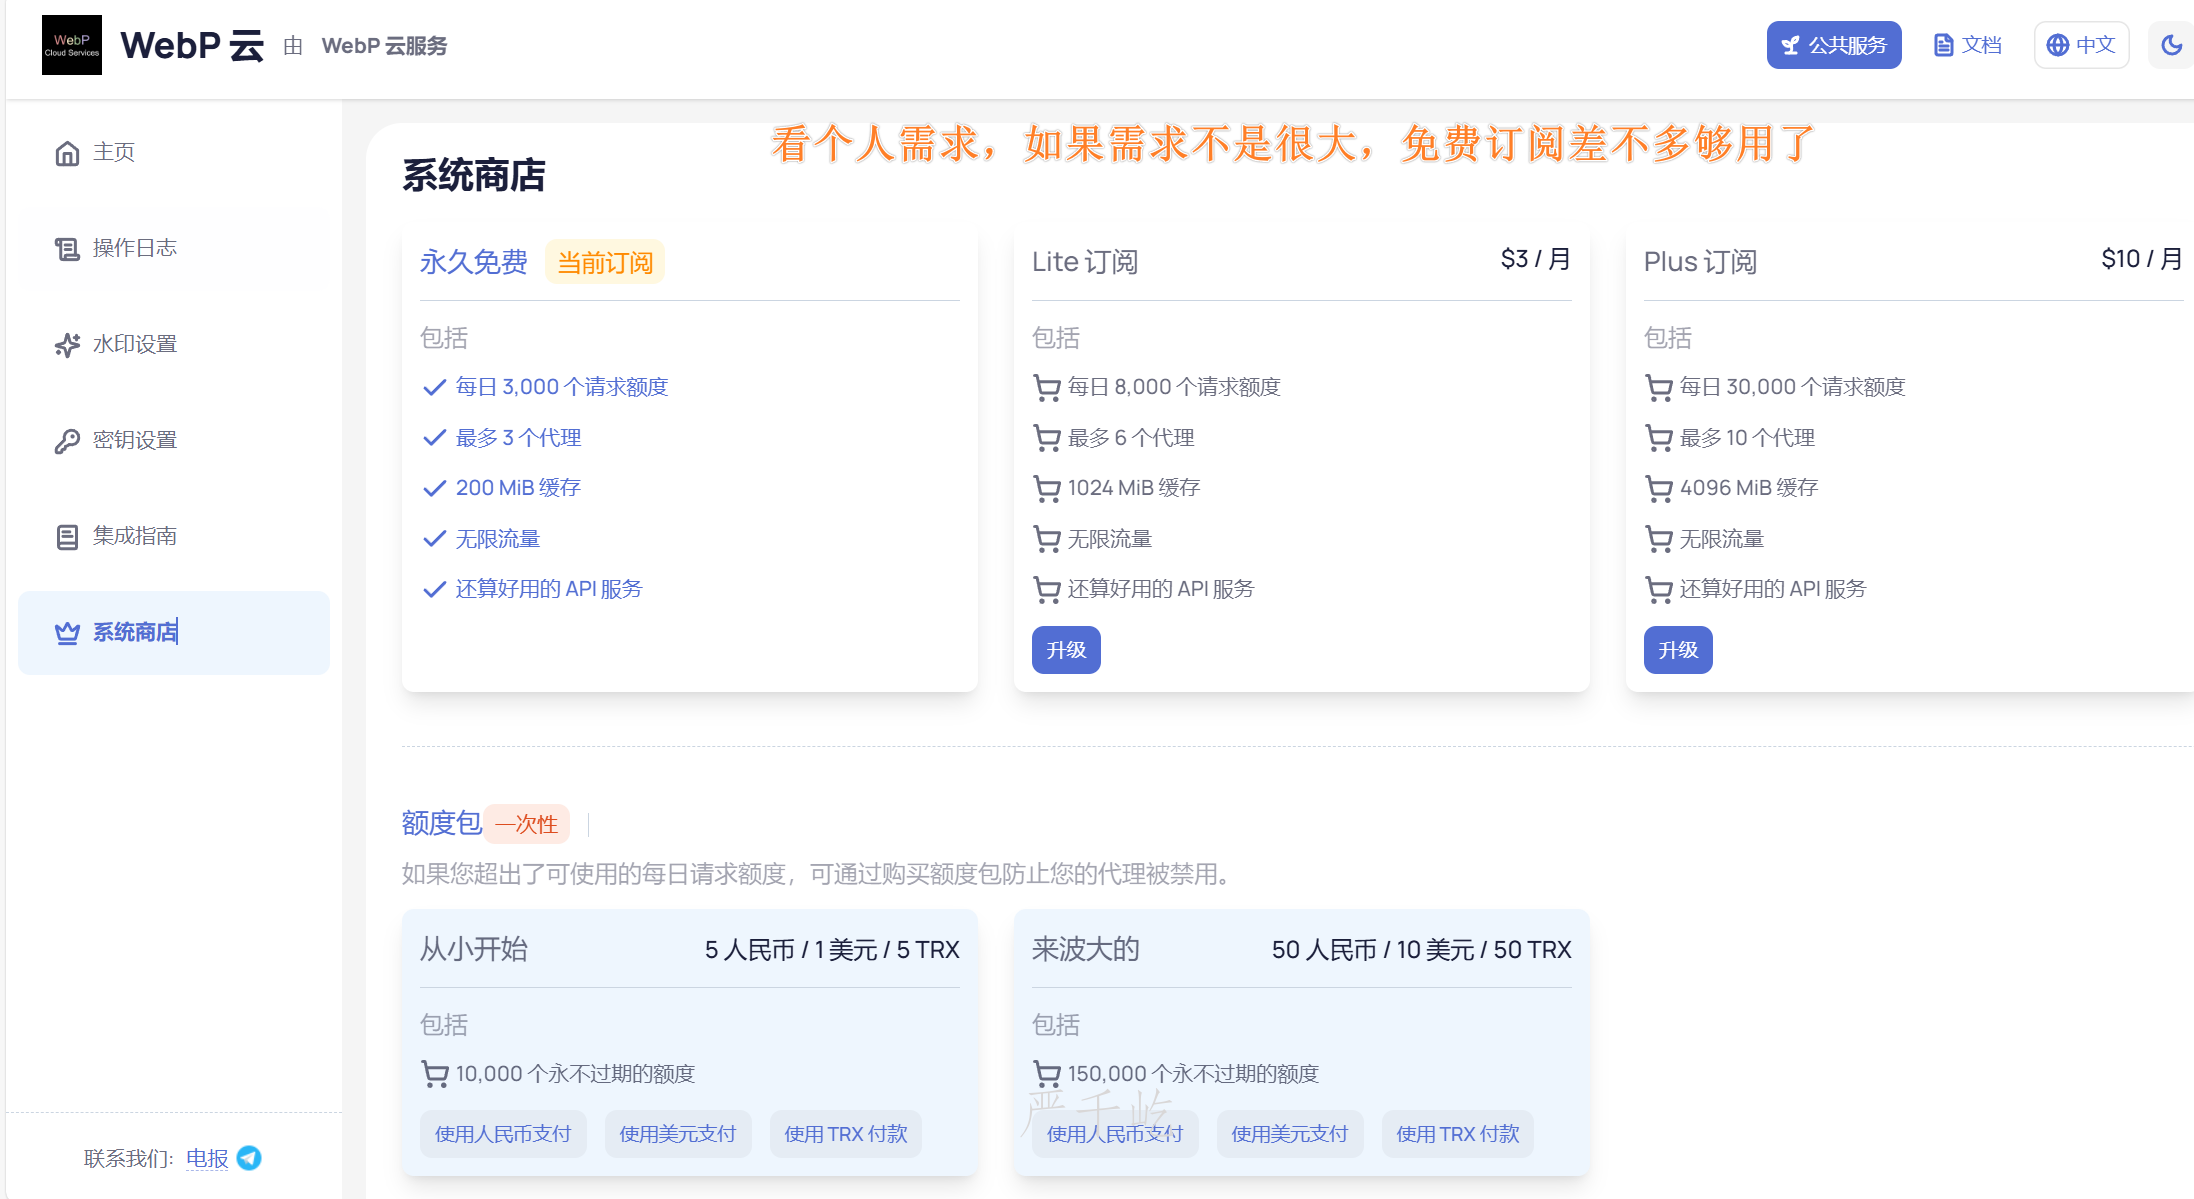 WebP
Cloud Services
WebP 云 由 WebP 云服务
公共服务
文档
中文
主页
操作日志
水印设置
密钥设置
集成指南
系统商店
联系我们: 电报
看个人需求，如果需求不是很大，免费订阅差不多够用了
系统商店
永久免费 当前订阅
包括
每日 3,000 个请求额度
最多 3 个代理
200 MiB 缓存
无限流量
还算好用的 API 服务
Lite 订阅 $3 / 月
包括
每日 8,000 个请求额度
最多 6 个代理
1024 MiB 缓存
无限流量
还算好用的 API 服务
升级
Plus 订阅 $10 / 月
包括
每日 30,000 个请求额度
最多 10 个代理
4096 MiB 缓存
无限流量
还算好用的 API 服务
升级
额度包 一次性
如果您超出了可使用的每日请求额度，可通过购买额度包防止您的代理被禁用。
从小开始 5 人民币 / 1 美元 / 5 TRX
包括
10,000 个永不过期的额度
使用人民币支付 使用美元支付 使用 TRX 付款
来波大的 50 人民币 / 10 美元 / 50 TRX
包括
150,000 个永不过期的额度
严千屹
使用人民币支付 使用美元支付 使用 TRX 付款